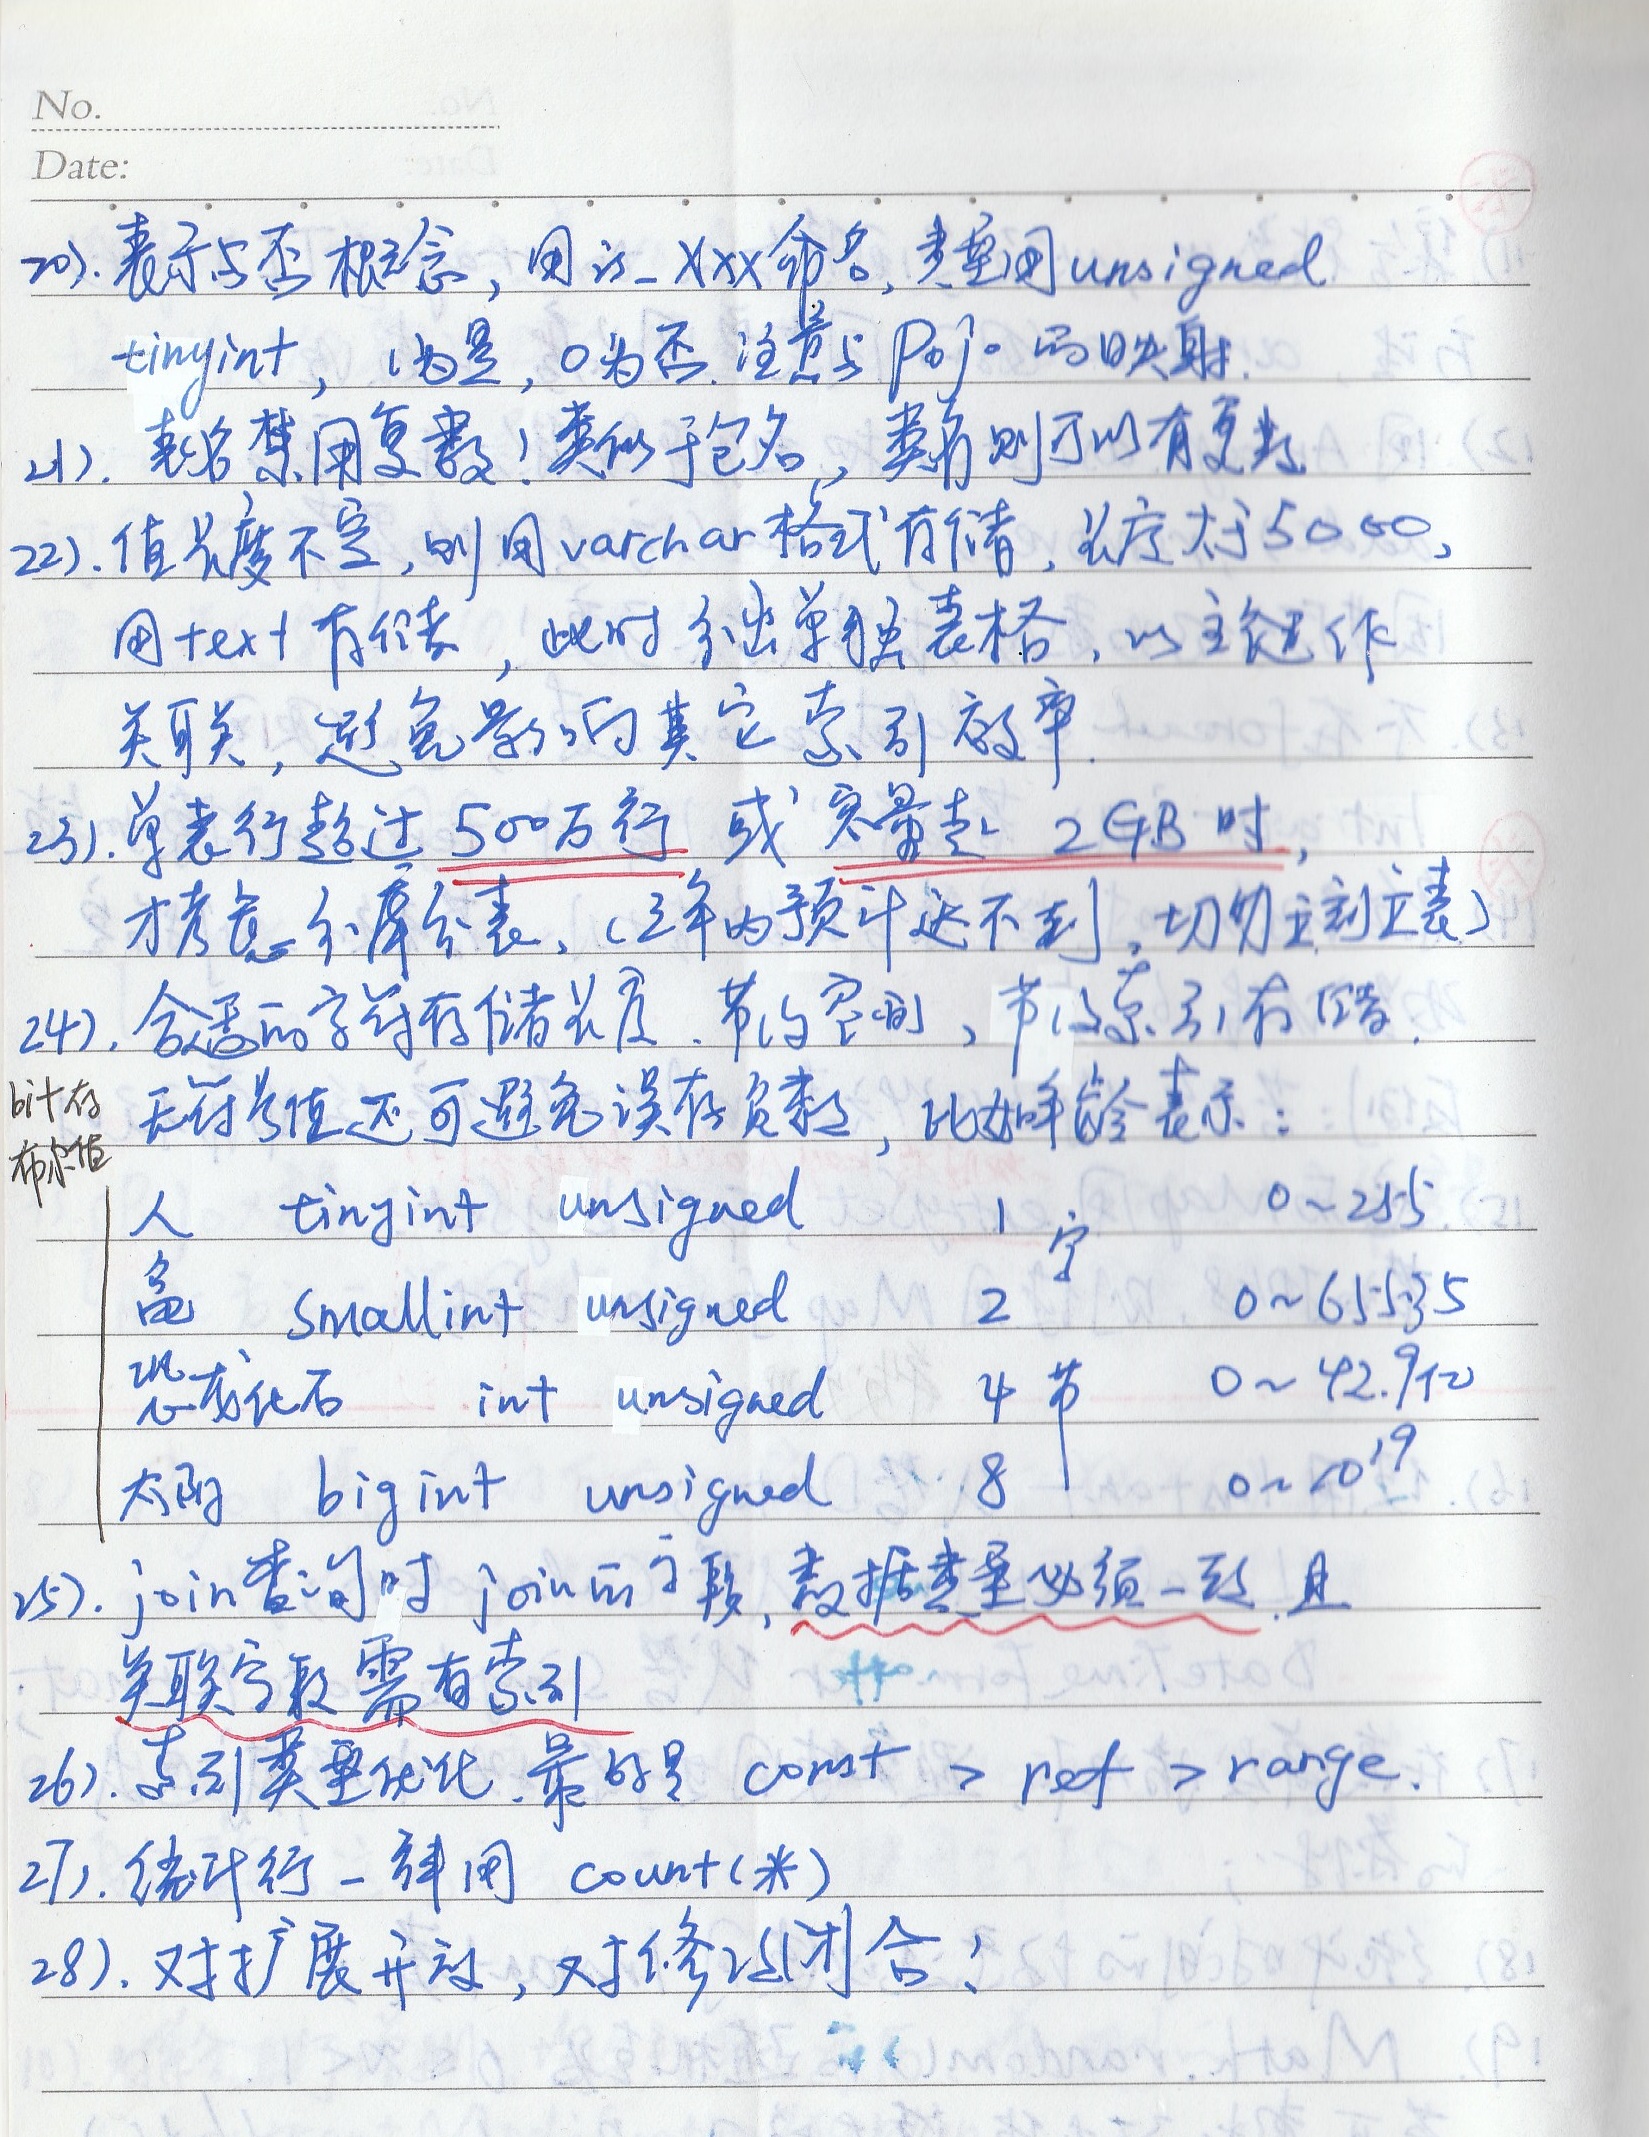 No.
Date:
20). 表示与否概念, 用is_xxx命名, 类型用unsigned
tinyint, 1为是, 0为否. 注意与Pojo的映射.
21). 表名禁用复数! 类似于包名, 类名则可以有复数
22). 值长度不定, 则用varchar格式存储, 长度大于5000,
用text存储, 此时分出单独表格, 以主键作
关联, 避免影响其它索引效率.
23). 单表行超过500万行 或 容量超 2GB时,
才考虑分库分表. (三年内预计达不到, 切勿立刻立表)
24). 合适的字符存储长度. 节约空间, 节约索引存储.
无符号值还可避免误存负数, 比如年龄表示:
bit存
布尔值
人 tinyint unsigned 1 字 0~255
龟 smallint unsigned 2 0~65535
恐龙化石 int unsigned 4 节 0~42.9亿
太阳 bigint unsigned 8 0~10^19
25). join查询时 join的字段, 数据类型必须一致. 且
关联字段需有索引
26). 索引类型优化. 最好是 const > ref > range.
27). 统计行一律用 count(*)
28). 对扩展开放, 对修改闭合!